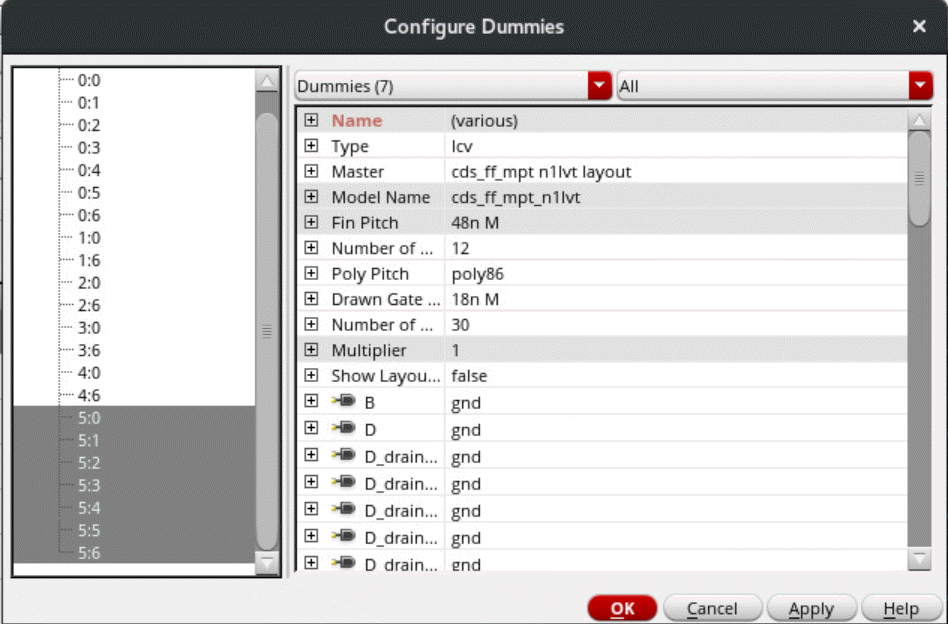 Configure Dummies
0:0
0:1
0:2
0:3
0:4
0:5
0:6
1:0
1:6
2:0
2:6
3:0
3:6
4:0
4:6
5:0
5:1
5:2
5:3
5:4
5:5
5:6
Dummies (7) All
Name (various)
Type lcv
Master cds_ff_mpt n1lvt layout
Model Name cds_ff_mpt_n1lvt
Fin Pitch 48n M
Number of ... 12
Poly Pitch poly86
Drawn Gate ... 18n M
Number of ... 30
Multiplier 1
Show Layou... false
B gnd
D gnd
D_drain... gnd
D_drain... gnd
D_drain... gnd
D_drain... gnd
D_drain... gnd
OK Cancel Apply Help